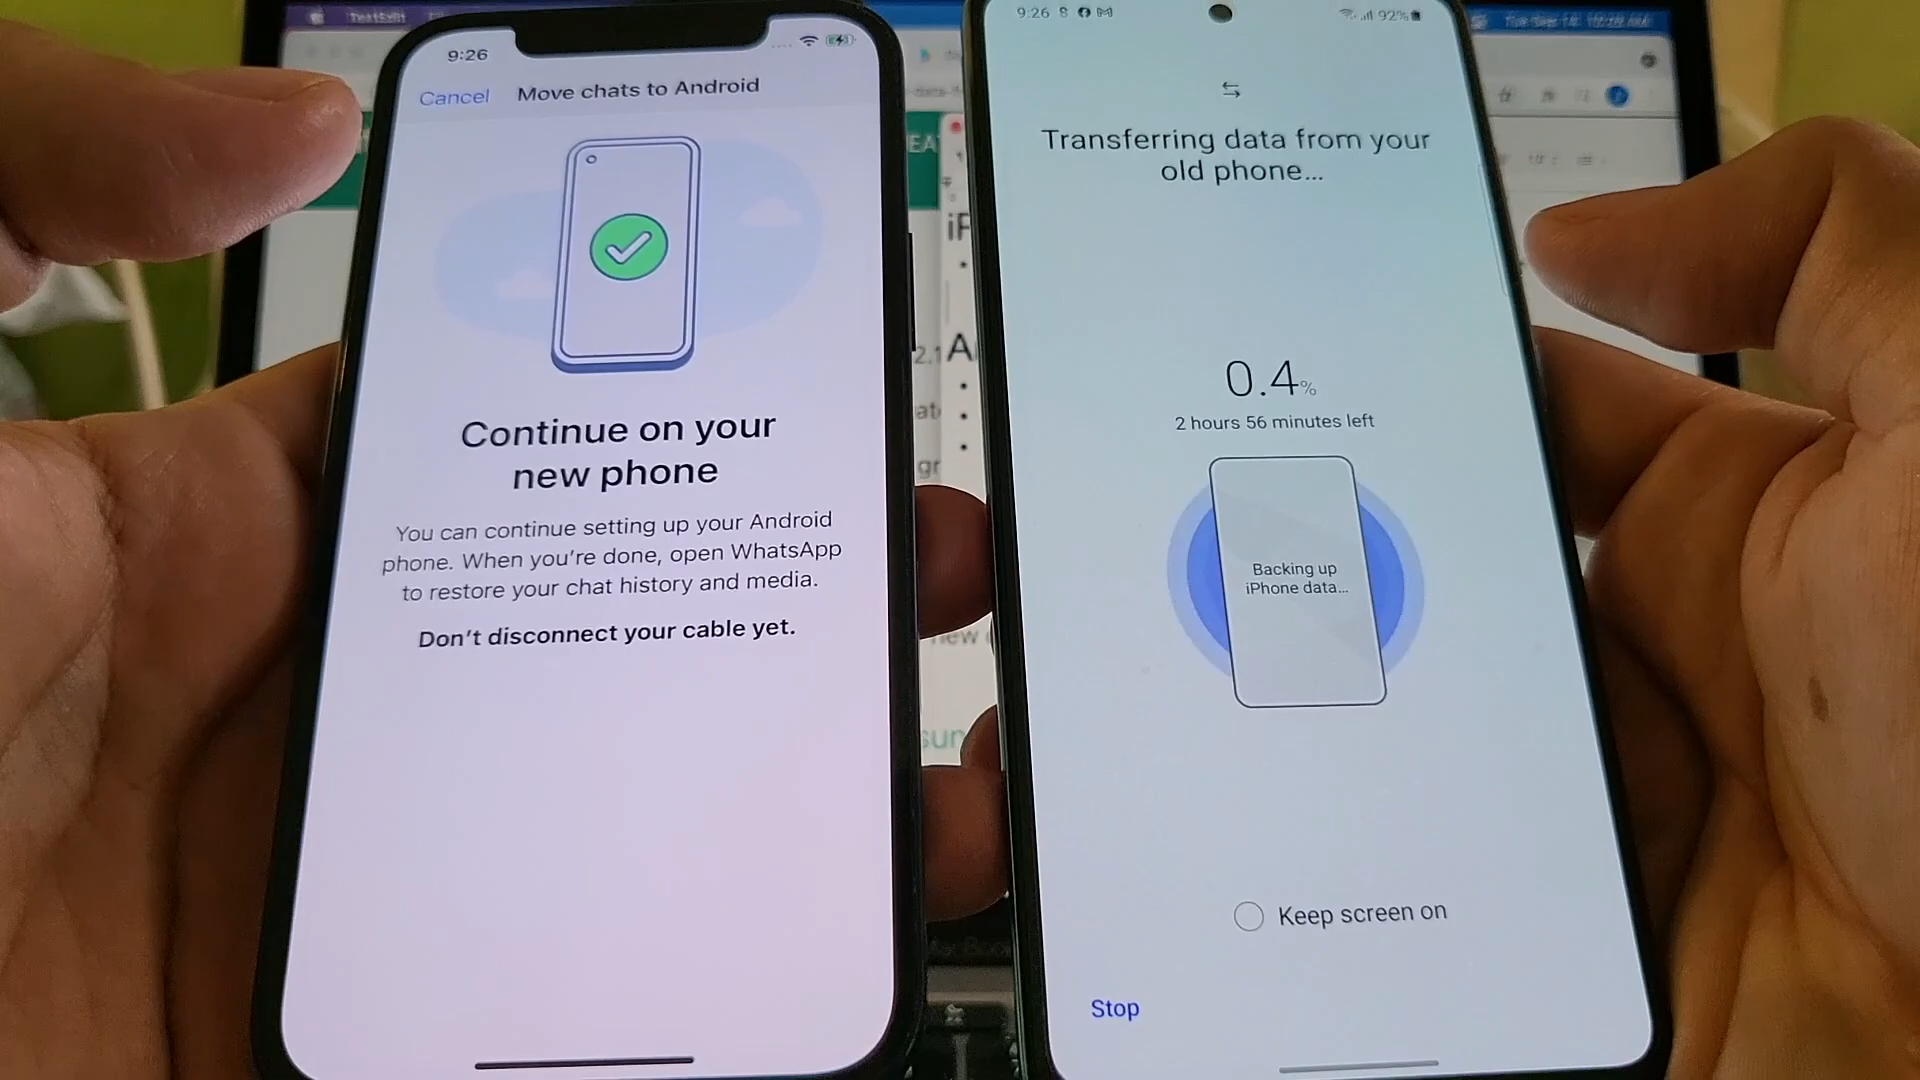 9:26
Cancel
Move chats to Android
Continue on your
new phone
You can continue setting up your Android
phone. When you're done, open WhatsApp
to restore your chat history and media.
Don't disconnect your cable yet.
9:26
92%
Transferring data from your
old phone...
0.4%
2 hours 56 minutes left
Backing up
iPhone data...
Keep screen on
Stop
TextEdit